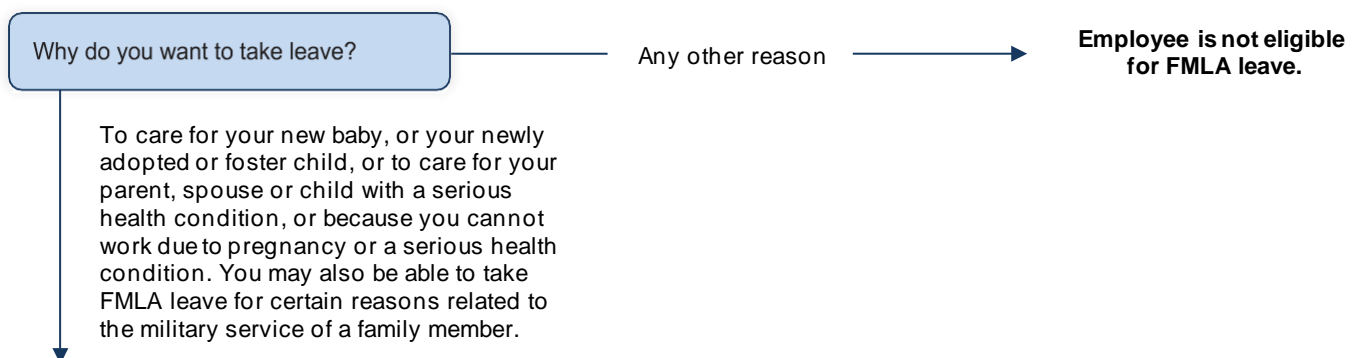 Why do you want to take leave?
Any other reason
Employee is not eligible
for FMLA leave.
To care for your new baby, or your newly
adopted or foster child, or to care for your
parent, spouse or child with a serious
health condition, or because you cannot
work due to pregnancy or a serious health
condition. You may also be able to take
FMLA leave for certain reasons related to
the military service of a family member.